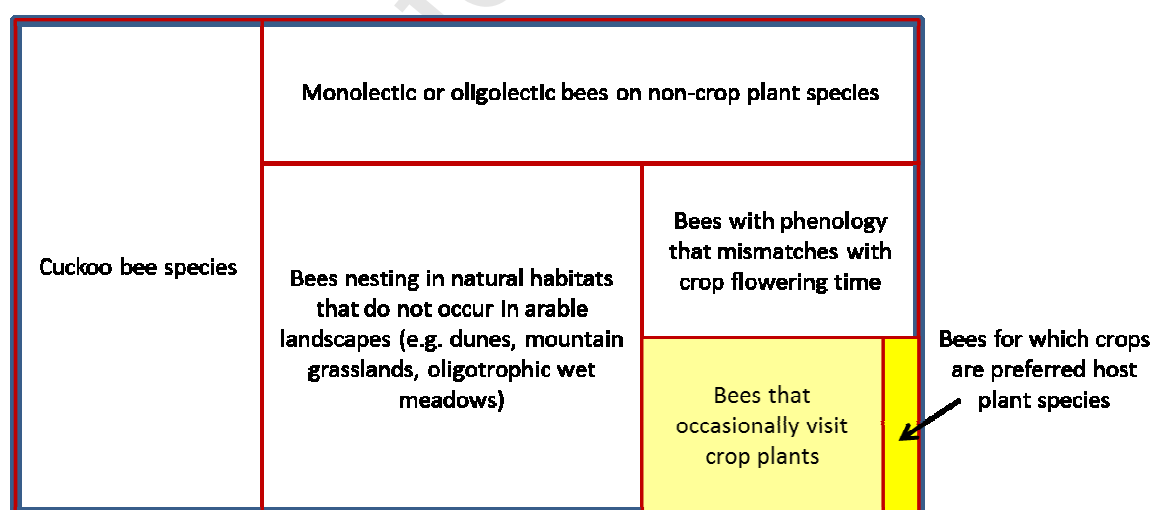 Monolectic or oligolectic bees on non-crop plant species
Cuckoo bee species
Bees nesting in natural habitats
that do not occur in arable
landscapes (e.g. dunes, mountain
grasslands, oligotrophic wet
meadows)
Bees with phenology
that mismatches with
crop flowering time
Bees that
occasionally visit
crop plants
Bees for which crops
are preferred host
plant species